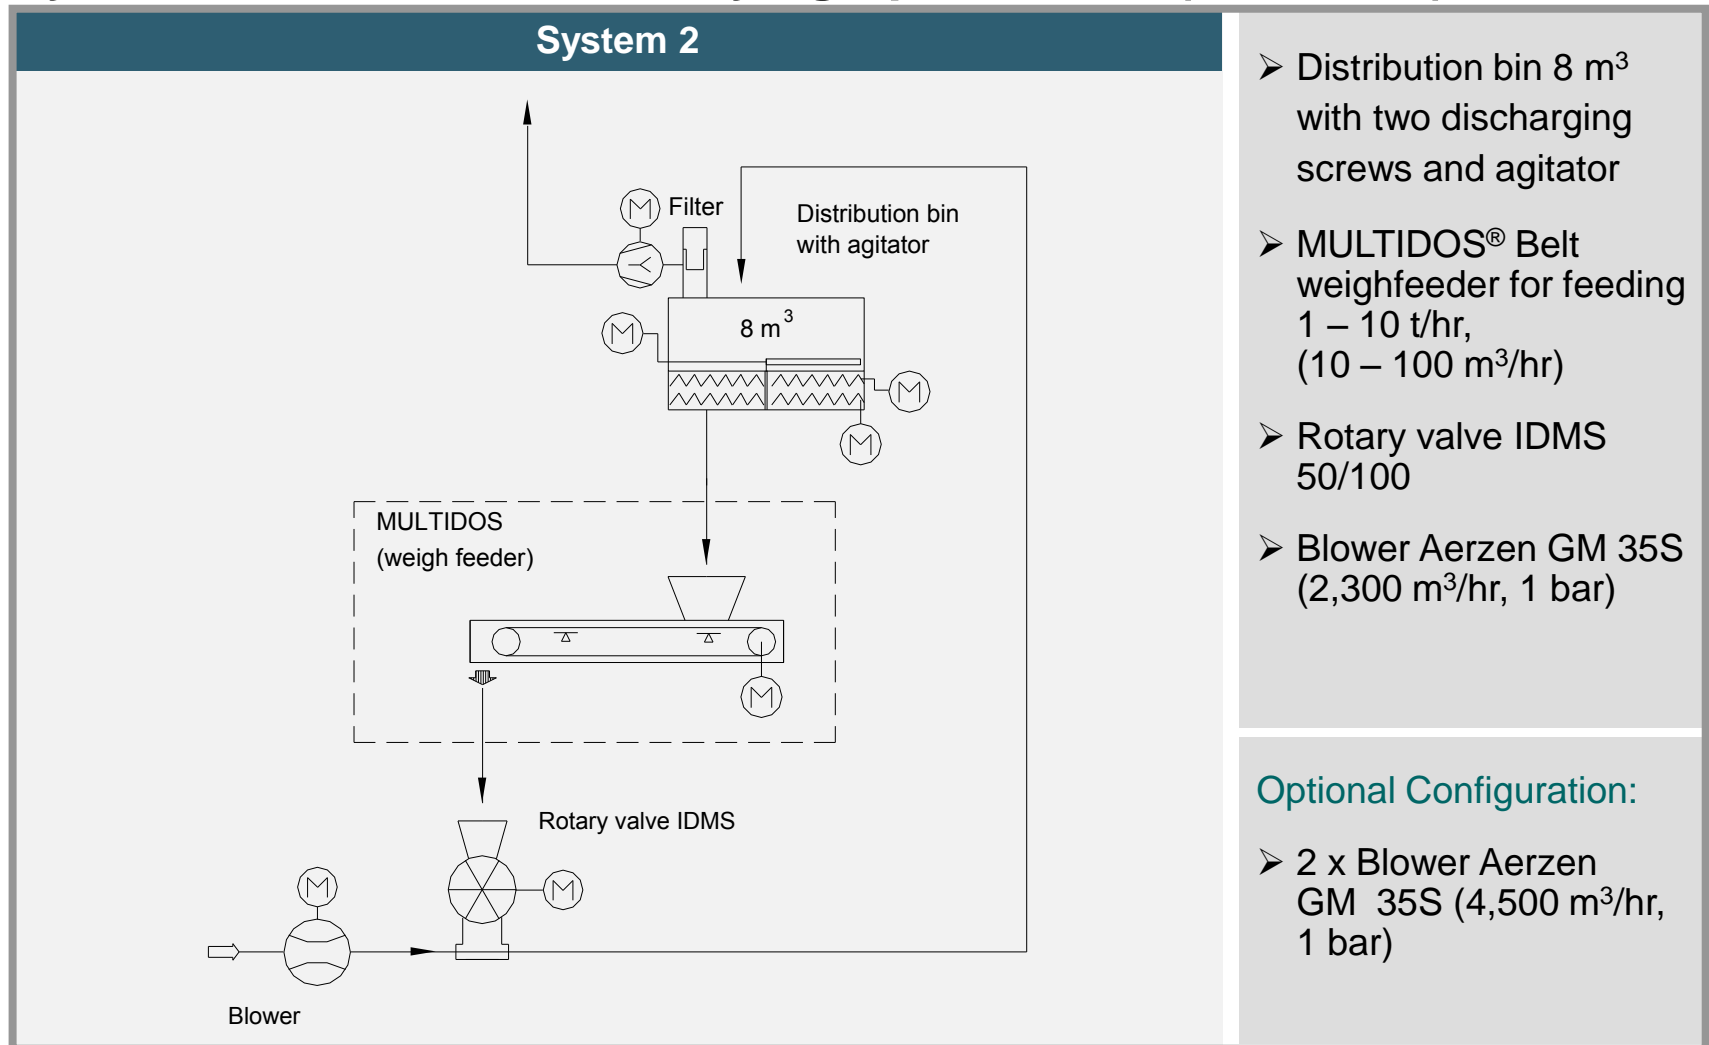 System 2
M
Filter
Distribution bin
with agitator
8 m³
M
M
M
MULTIDOS
(weigh feeder)
M
Rotary valve IDMS
M
M
Blower
➢ Distribution bin 8 m³
with two discharging
screws and agitator
➢ MULTIDOS® Belt
weighfeeder for feeding
1 – 10 t/hr,
(10 – 100 m³/hr)
➢ Rotary valve IDMS
50/100
➢ Blower Aerzen GM 35S
(2,300 m³/hr, 1 bar)
Optional Configuration:
➢ 2 x Blower Aerzen
GM 35S (4,500 m³/hr,
1 bar)